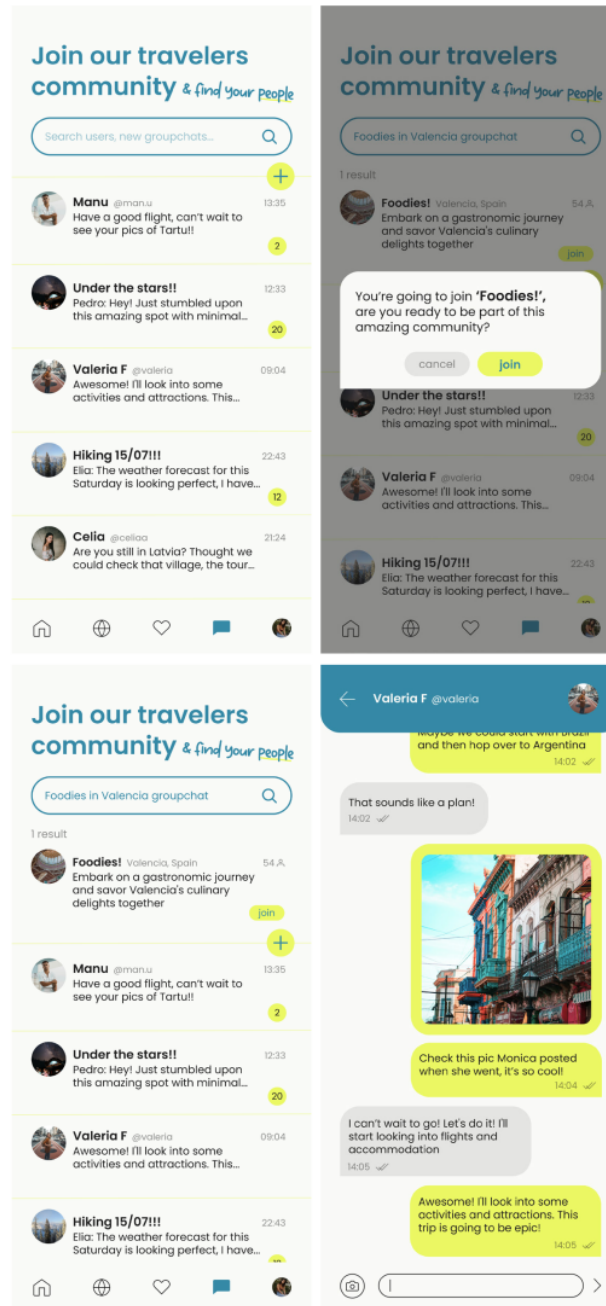 Join our travelers
community & find your people
Search users, new groupchats...
+
Manu @man.u 13:35
Have a good flight, can't wait to
see your pics of Tartu!!
2
Under the stars!! 12:33
Pedro: Hey! Just stumbled upon
this amazing spot with minimal...
20
Valeria F @valeria 09:04
Awesome! I'll look into some
activities and attractions. This...
Hiking 15/07!!! 22:43
Elia: The weather forecast for this
Saturday is looking perfect, I have...
12
Celia @celiaa 21:24
Are you still in Latvia? Thought we
could check that village, the tour...
Join our travelers
community & find your people
Foodies in Valencia groupchat
1 result
Foodies! Valencia, Spain 54
Embark on a gastronomic journey
and savor Valencia's culinary
delights together
join
You're going to join 'Foodies!',
are you ready to be part of this
amazing community?
cancel join
Under the stars!! 12:33
Pedro: Hey! Just stumbled upon
this amazing spot with minimal...
20
Valeria F @valeria 09:04
Awesome! I'll look into some
activities and attractions. This...
Hiking 15/07!!! 22:43
Elia: The weather forecast for this
Saturday is looking perfect, I have...
Join our travelers
community & find your people
Foodies in Valencia groupchat
1 result
Foodies! Valencia, Spain 54
Embark on a gastronomic journey
and savor Valencia's culinary
delights together
join
+
Manu @man.u 13:35
Have a good flight, can't wait to
see your pics of Tartu!!
2
Under the stars!! 12:33
Pedro: Hey! Just stumbled upon
this amazing spot with minimal...
20
Valeria F @valeria 09:04
Awesome! I'll look into some
activities and attractions. This...
Hiking 15/07!!! 22:43
Elia: The weather forecast for this
Saturday is looking perfect, I have...
Valeria F @valeria
Maybe we could start with Brazil
and then hop over to Argentina
14:02
That sounds like a plan!
14:02
Check this pic Monica posted
when she went, it's so cool!
14:04
I can't wait to go! Let's do it! I'll
start looking into flights and
accommodation
14:05
Awesome! I'll look into some
activities and attractions. This
trip is going to be epic!
14:05